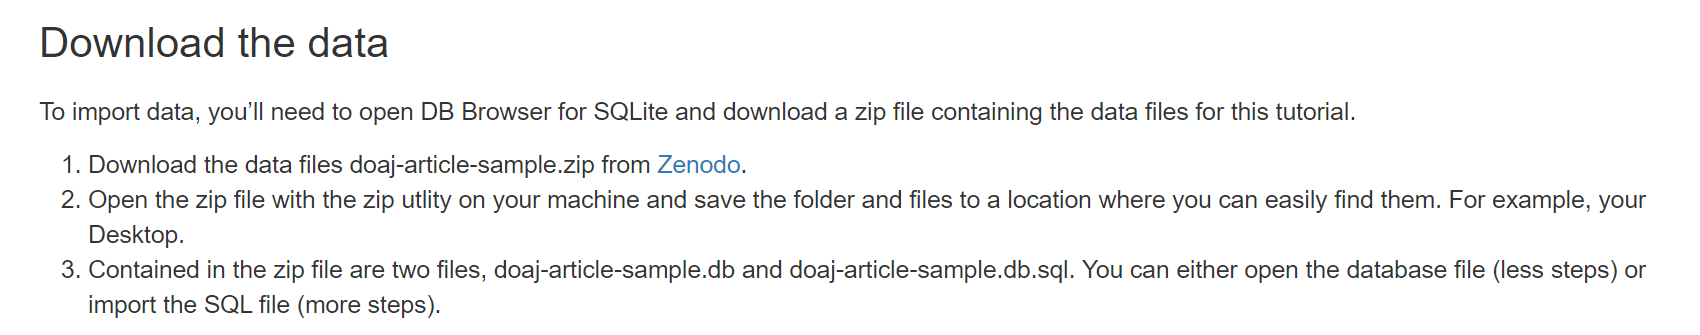 Download the data
To import data, you’ll need to open DB Browser for SQLite and download a zip file containing the data files for this tutorial.
1. Download the data files doaj-article-sample.zip from Zenodo.
2. Open the zip file with the zip utlity on your machine and save the folder and files to a location where you can easily find them. For example, your
Desktop.
3. Contained in the zip file are two files, doaj-article-sample.db and doaj-article-sample.db.sql. You can either open the database file (less steps) or
import the SQL file (more steps).